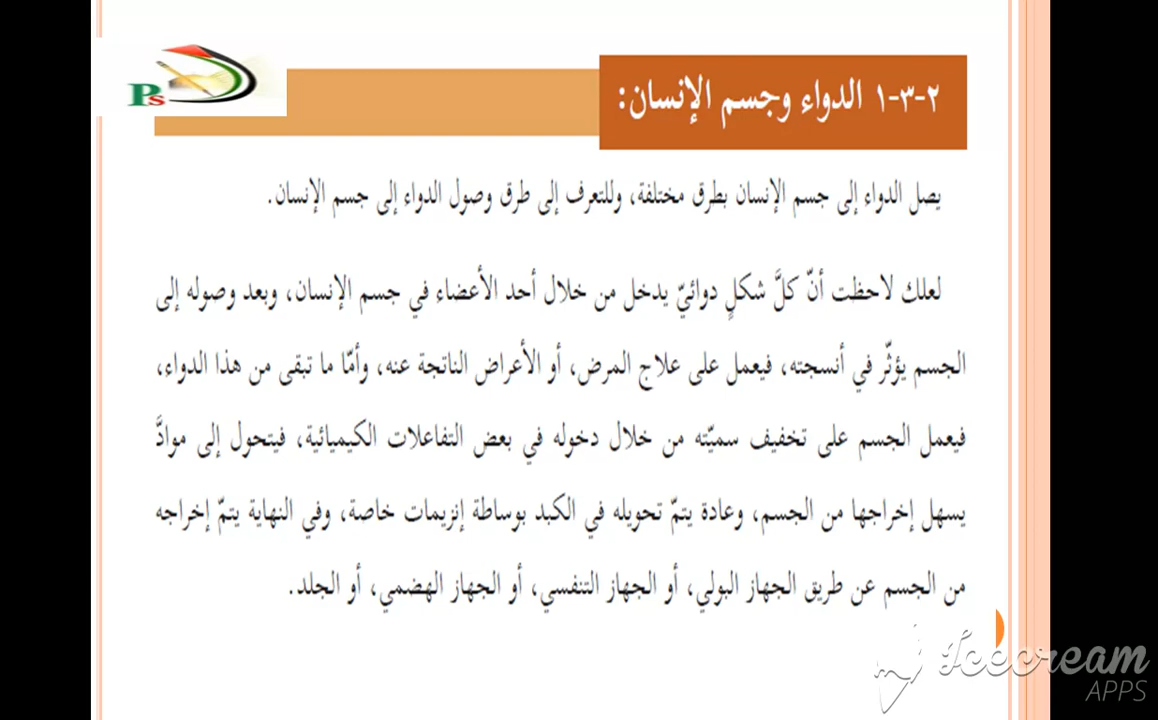 ٢-٣-١ الدواء وجسم الإنسان:
Ps
يصل الدواء إلى جسم الإنسان بطرق مختلفة، وللتعرف إلى طرق وصول الدواء إلى جسم الإنسان.
لعلك لاحظت أنّ كلَّ شكلٍ دوائيّ يدخل من خلال أحد الأعضاء في جسم الإنسان، وبعد وصوله إلى
الجسم يؤثّر في أنسجته، فيعمل على علاج المرض، أو الأعراض الناتجة عنه، وأمّا ما تبقى من هذا الدواء،
فيعمل الجسم على تخفيف سميّته من خلال دخوله في بعض التفاعلات الكيميائية، فيتحول إلى موادَّ
يسهل إخراجها من الجسم، وعادة يتمّ تحويله في الكبد بوساطة إنزيمات خاصة، وفي النهاية يتمّ إخراجه
من الجسم عن طريق الجهاز البولي، أو الجهاز التنفسي، أو الجهاز الهضمي، أو الجلد.
Icecream
APPS